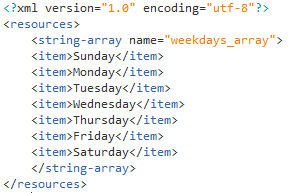 <?xml version="1.0" encoding="utf-8"?>
<resources>
    <string-array name="weekdays_array">
    <item>Sunday</item>
    <item>Monday</item>
    <item>Tuesday</item>
    <item>Wednesday</item>
    <item>Thursday</item>
    <item>Friday</item>
    <item>Saturday</item>
    </string-array>
</resources>